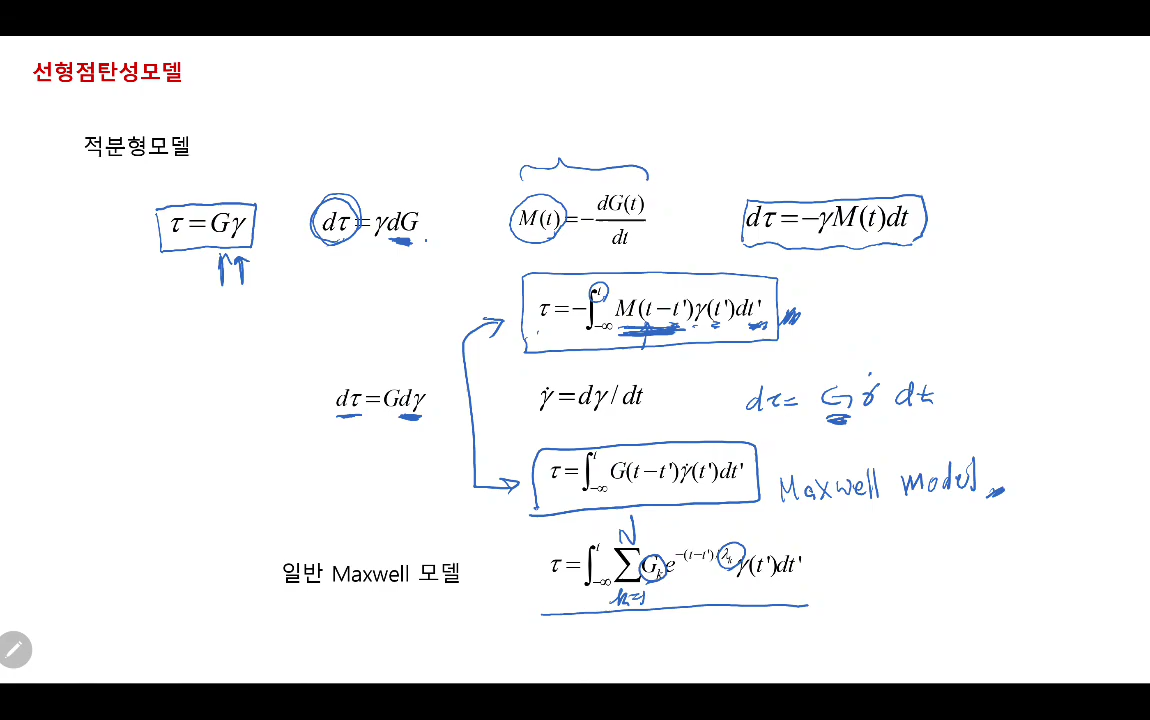 선형점탄성모델
적분형모델
τ = Gγ dτ = γdG M(t) = −dG(t)/dt dτ = −γM(t)dt
τ = −∫_{−∞}^{t} M(t−t')γ(t')dt'
dτ = Gdγ γ̇ = dγ / dt dτ = G γ̇ dt
τ = ∫_{−∞}^{t} G(t−t')γ̇(t')dt' Maxwell model
일반 Maxwell 모델 τ = ∫_{−∞}^{t} ∑_{k=1}^{N} G_k e^{−(t−t')/λ_k} γ̇(t')dt'